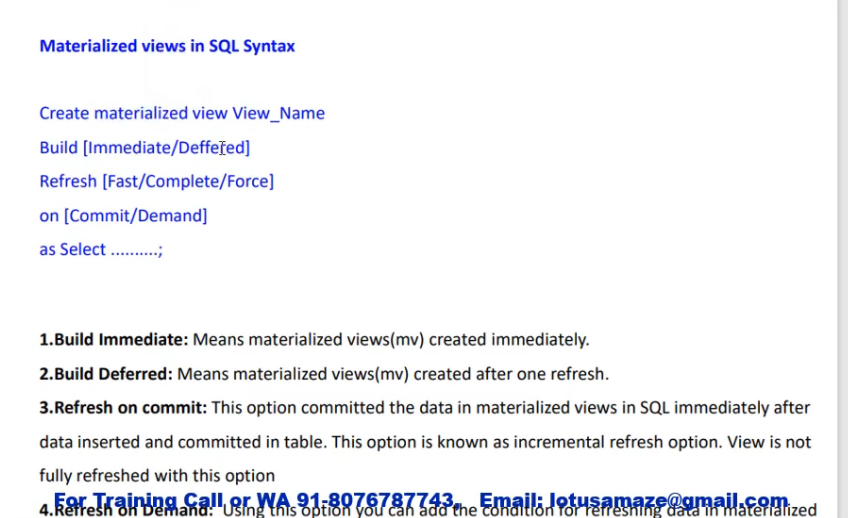 Materialized views in SQL Syntax
Create materialized view View_Name
Build [Immediate/Deffered]
Refresh [Fast/Complete/Force]
on [Commit/Demand]
as Select ..........;
1.Build Immediate: Means materialized views(mv) created immediately.
2.Build Deferred: Means materialized views(mv) created after one refresh.
3.Refresh on commit: This option committed the data in materialized views in SQL immediately after
data inserted and committed in table. This option is known as incremental refresh option. View is not
fully refreshed with this option
For Training Call or WA 91-8076787743, Email: lotusamaze@gmail.com
4.Refresh on Demand: Using this option you can add the condition for refreshing data in materialized